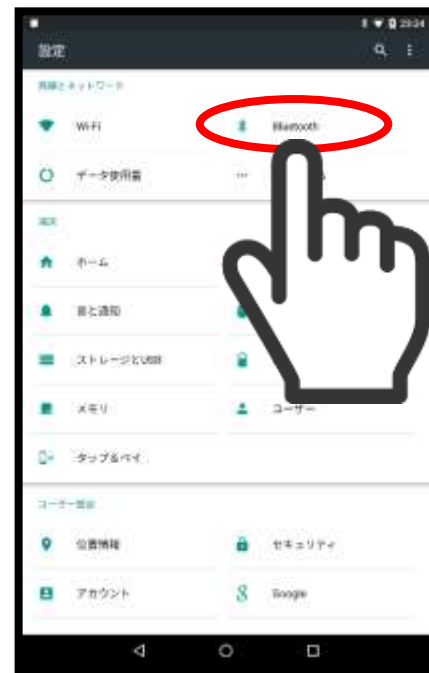 23:24
設定
無線とネットワーク
Wi-Fi
Bluetooth
データ使用量
端末
ホーム
音と通知
ストレージとUSB
メモリ
ユーザー
タップ&ペイ
ユーザー設定
位置情報
セキュリティ
アカウント
Google